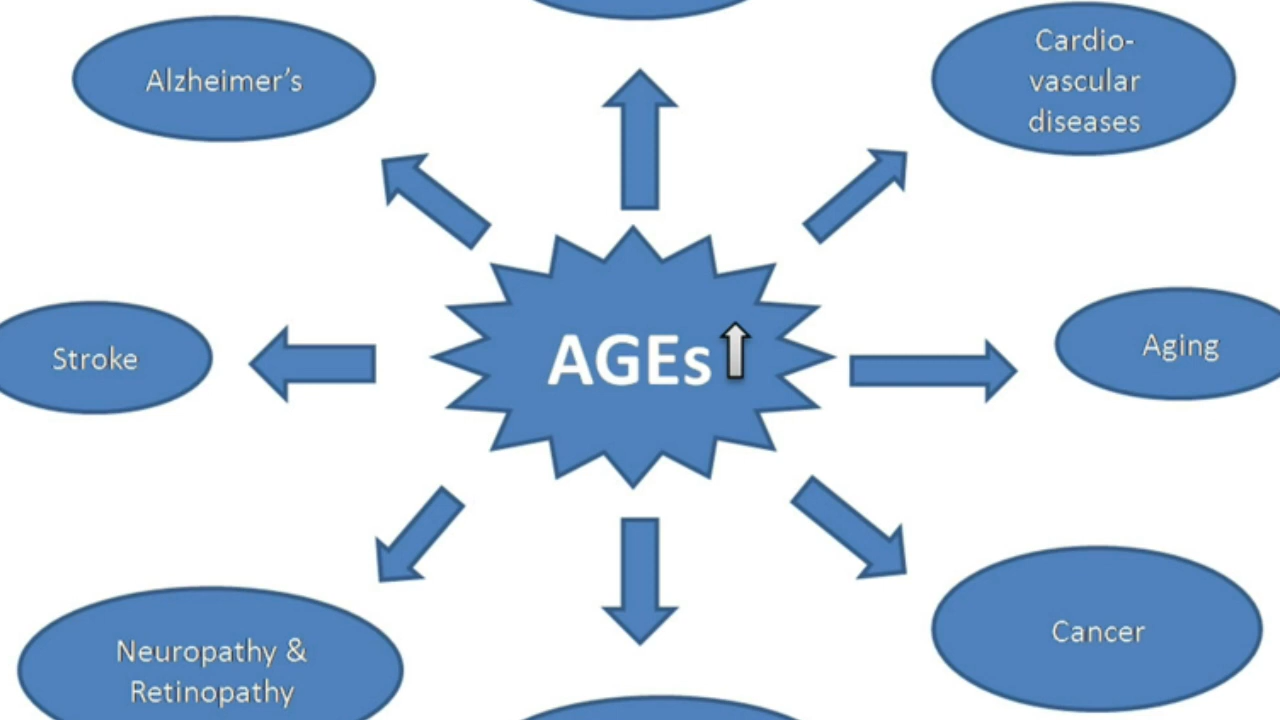 Alzheimer’s
Cardio-
vascular
diseases
AGEs
Stroke
Aging
Neuropathy &
Retinopathy
Cancer